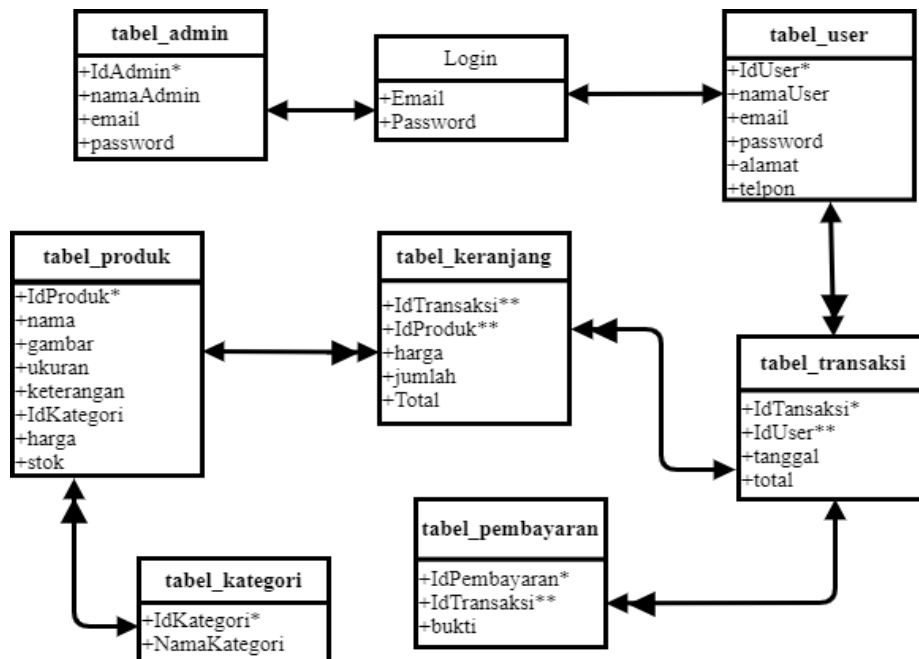 tabel_admin
+IdAdmin*
+namaAdmin
+email
+password
Login
+Email
+Password
tabel_user
+IdUser*
+namaUser
+email
+password
+alamat
+telpon
tabel_produk
+IdProduk*
+nama
+gambar
+ukuran
+keterangan
+IdKategori
+harga
+stok
tabel_keranjang
+IdTransaksi**
+IdProduk**
+harga
+jumlah
+Total
tabel_transaksi
+IdTansaksi*
+IdUser**
+tanggal
+total
tabel_kategori
+IdKategori*
+NamaKategori
tabel_pembayaran
+IdPembayaran*
+IdTransaksi**
+bukti